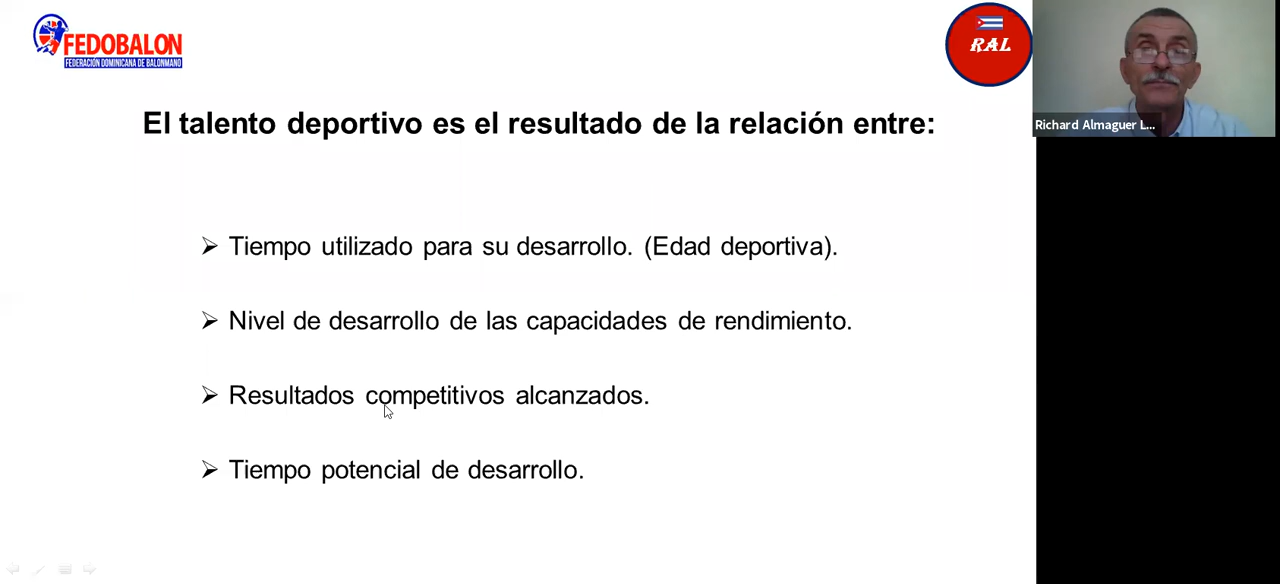 FEDOBALON
FEDERACIÓN DOMINICANA DE BALONMANO
RAL
Richard Almaguer L...
El talento deportivo es el resultado de la relación entre:
Tiempo utilizado para su desarrollo. (Edad deportiva).
Nivel de desarrollo de las capacidades de rendimiento.
Resultados competitivos alcanzados.
Tiempo potencial de desarrollo.